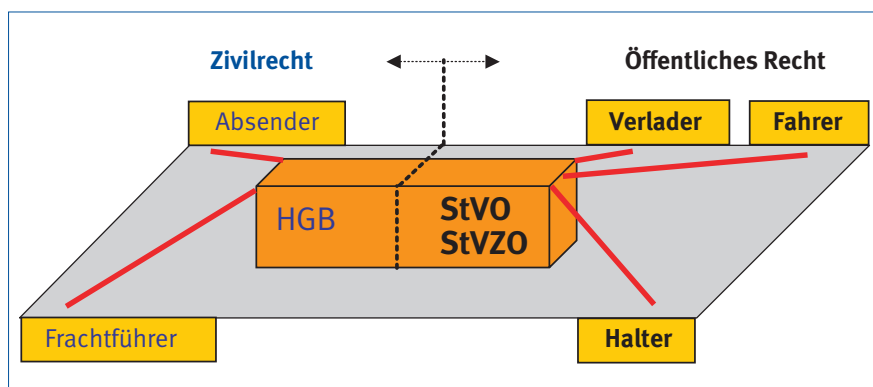 Zivilrecht
Öffentliches Recht
Absender
Verlader
Fahrer
HGB
StVO
StVZO
Frachtführer
Halter